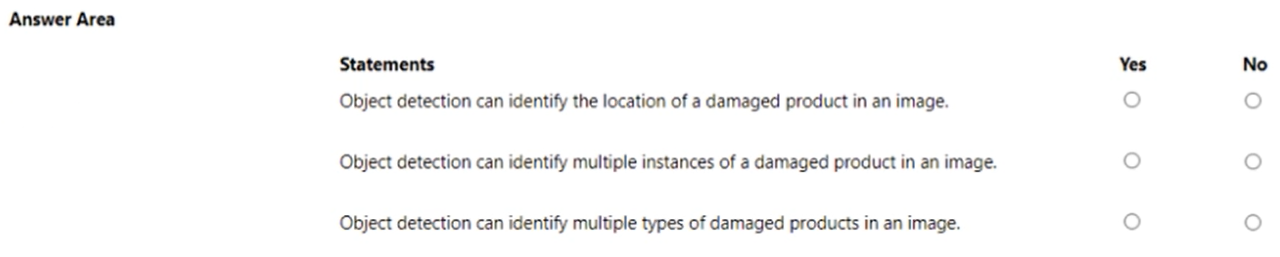 Answer Area
Statements Yes No
Object detection can identify the location of a damaged product in an image.
Object detection can identify multiple instances of a damaged product in an image.
Object detection can identify multiple types of damaged products in an image.